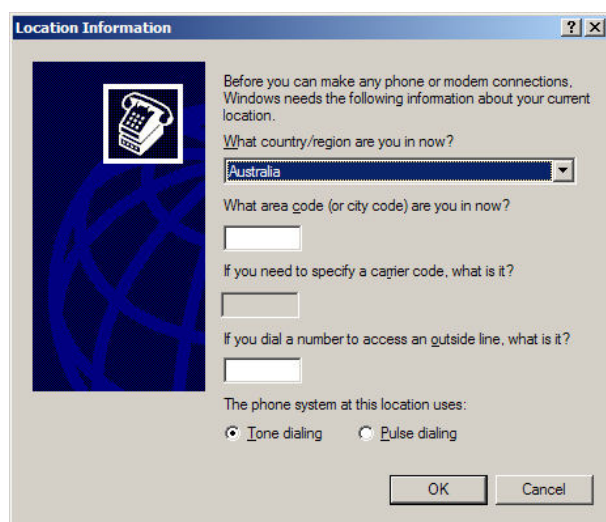 Location Information
Before you can make any phone or modem connections,
Windows needs the following information about your current
location.
What country/region are you in now?
Australia
What area code (or city code) are you in now?
If you need to specify a carrier code, what is it?
If you dial a number to access an outside line, what is it?
The phone system at this location uses:
Tone dialing Pulse dialing
OK Cancel